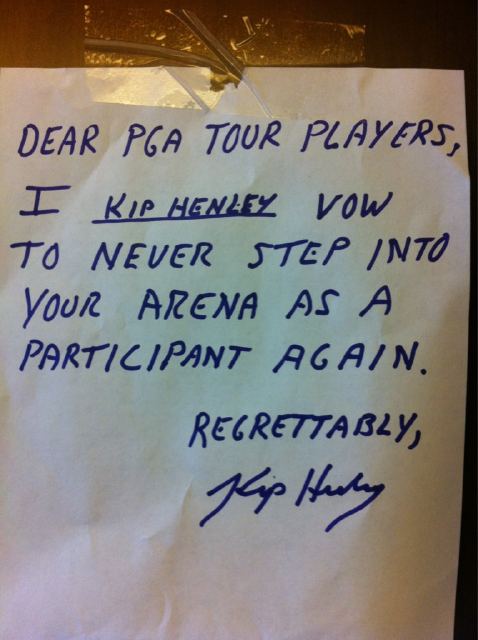 DEAR PGA TOUR PLAYERS,
I KIP HENLEY VOW
TO NEVER STEP INTO
YOUR ARENA AS A
PARTICIPANT AGAIN.
REGRETTABLY,
Kip Henley